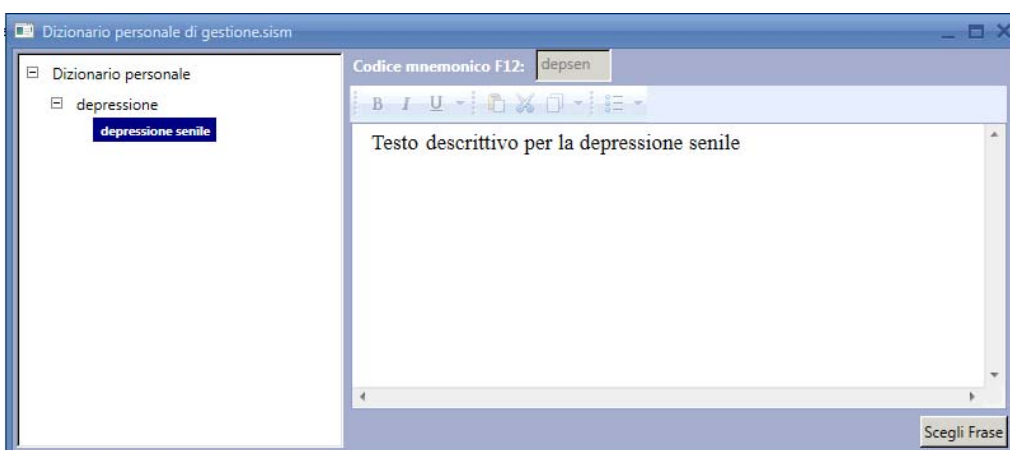 Dizionario personale di gestione.sism
Dizionario personale
depressione
depressione senile
Codice mnemonico F12: depsen
B I U
Testo descrittivo per la depressione senile
Scegli Frase